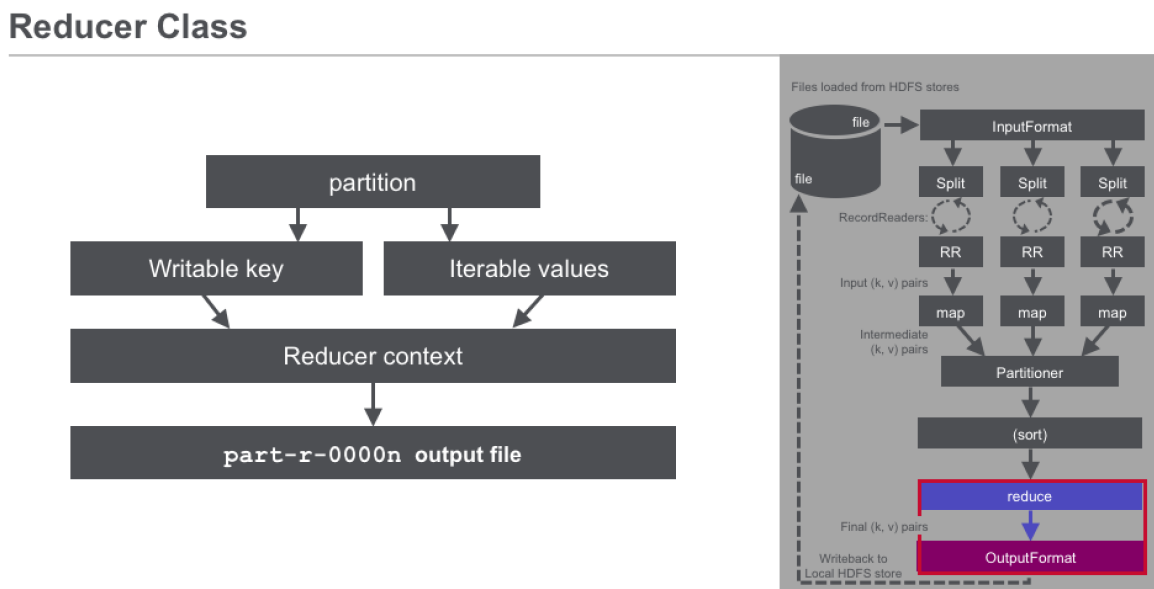 Reducer Class
partition
Writable key
Iterable values
Reducer context
part-r-0000n output file
Files loaded from HDFS stores
file
file
InputFormat
Split
Split
Split
RecordReaders:
RR
RR
RR
Input (k, v) pairs
map
map
map
Intermediate
(k, v) pairs
Partitioner
(sort)
reduce
Final (k, v) pairs
OutputFormat
Writeback to
Local HDFS store